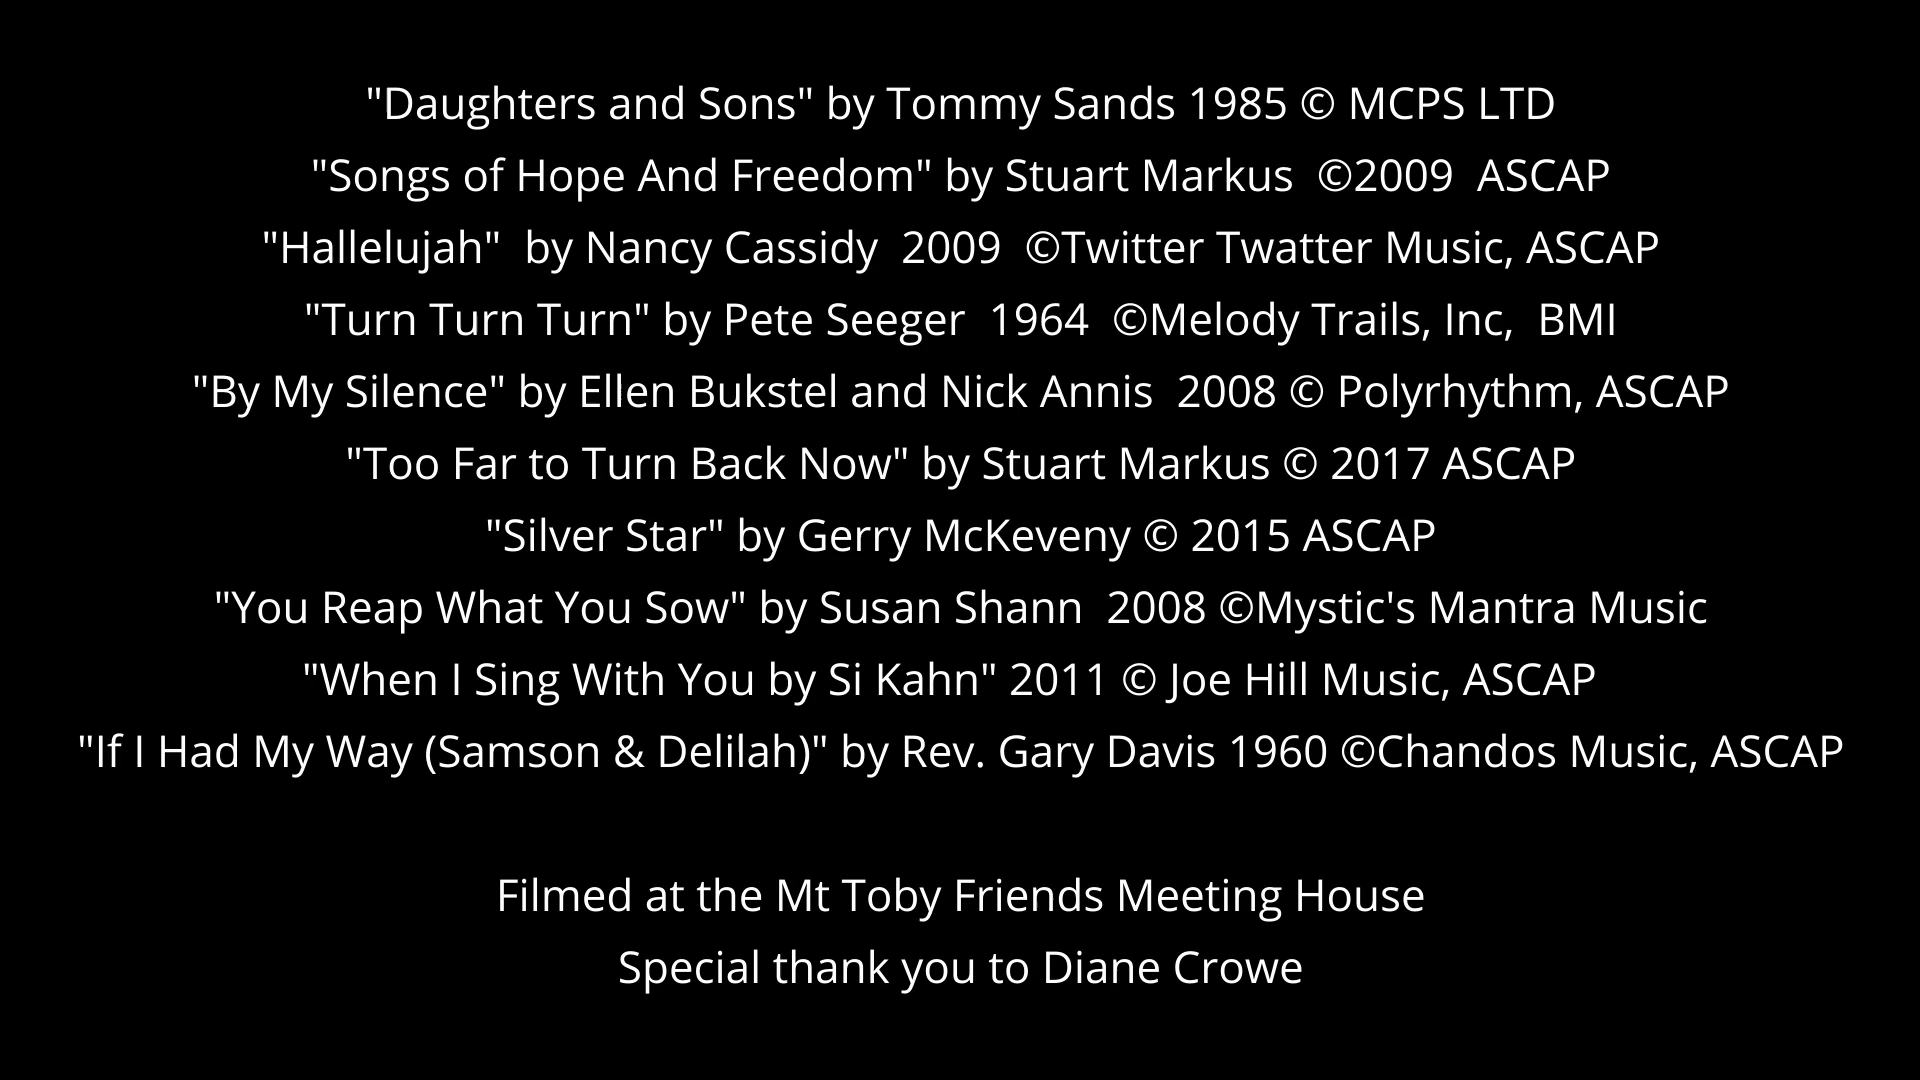 "Daughters and Sons" by Tommy Sands 1985 © MCPS LTD
"Songs of Hope And Freedom" by Stuart Markus  ©2009  ASCAP
"Hallelujah"  by Nancy Cassidy  2009  ©Twitter Twatter Music, ASCAP
"Turn Turn Turn" by Pete Seeger  1964  ©Melody Trails, Inc,  BMI
"By My Silence" by Ellen Bukstel and Nick Annis  2008 © Polyrhythm, ASCAP
"Too Far to Turn Back Now" by Stuart Markus © 2017 ASCAP
"Silver Star" by Gerry McKeveny © 2015 ASCAP
"You Reap What You Sow" by Susan Shann  2008 ©Mystic's Mantra Music
"When I Sing With You by Si Kahn" 2011 © Joe Hill Music, ASCAP
"If I Had My Way (Samson & Delilah)" by Rev. Gary Davis 1960 ©Chandos Music, ASCAP
Filmed at the Mt Toby Friends Meeting House
Special thank you to Diane Crowe